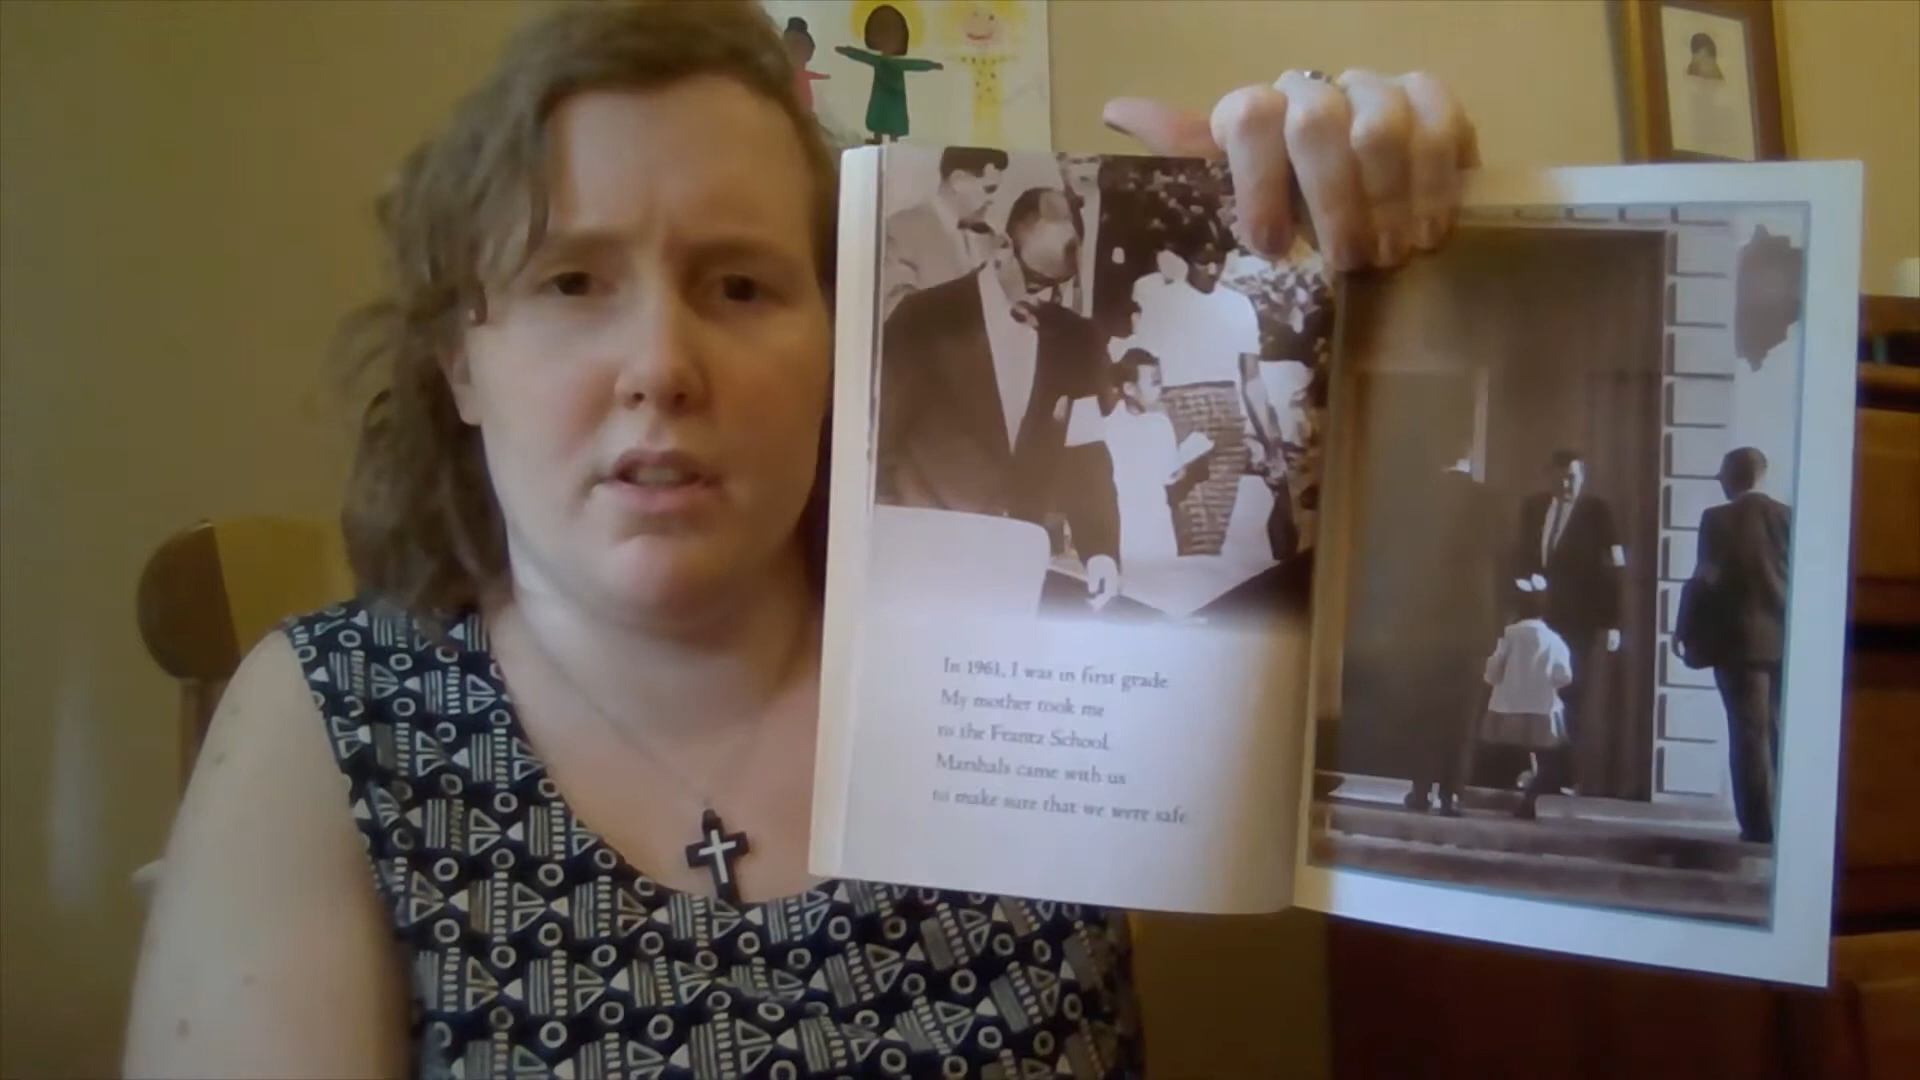 In 1961, I was in first grade
My mother took me
to the Frantz School.
Marshals came with us
to make sure that we were safe